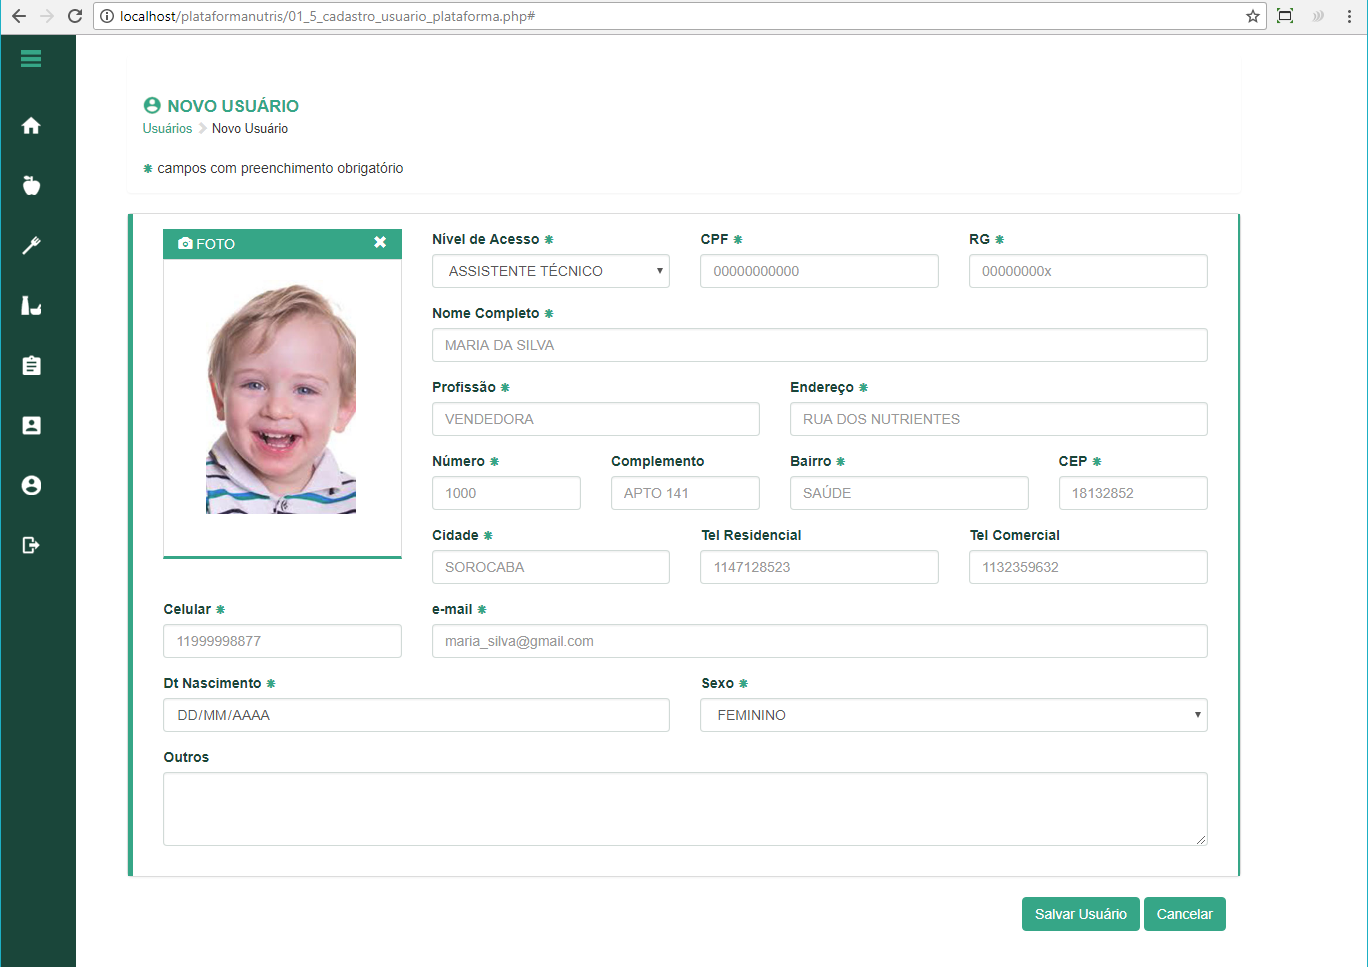 localhost/plataformanutris/01_5_cadastro_usuario_plataforma.php#
NOVO USUÁRIO
Usuários Novo Usuário
* campos com preenchimento obrigatório
FOTO
Nível de Acesso * CPF * RG *
ASSISTENTE TÉCNICO 00000000000 00000000x
Nome Completo *
MARIA DA SILVA
Profissão * Endereço *
VENDEDORA RUA DOS NUTRIENTES
Número * Complemento Bairro * CEP *
1000 APTO 141 SAÚDE 18132852
Cidade * Tel Residencial Tel Comercial
SOROCABA 1147128523 1132359632
Celular * e-mail *
11999998877 maria_silva@gmail.com
Dt Nascimento * Sexo *
DD/MM/AAAA FEMININO
Outros
Salvar Usuário Cancelar